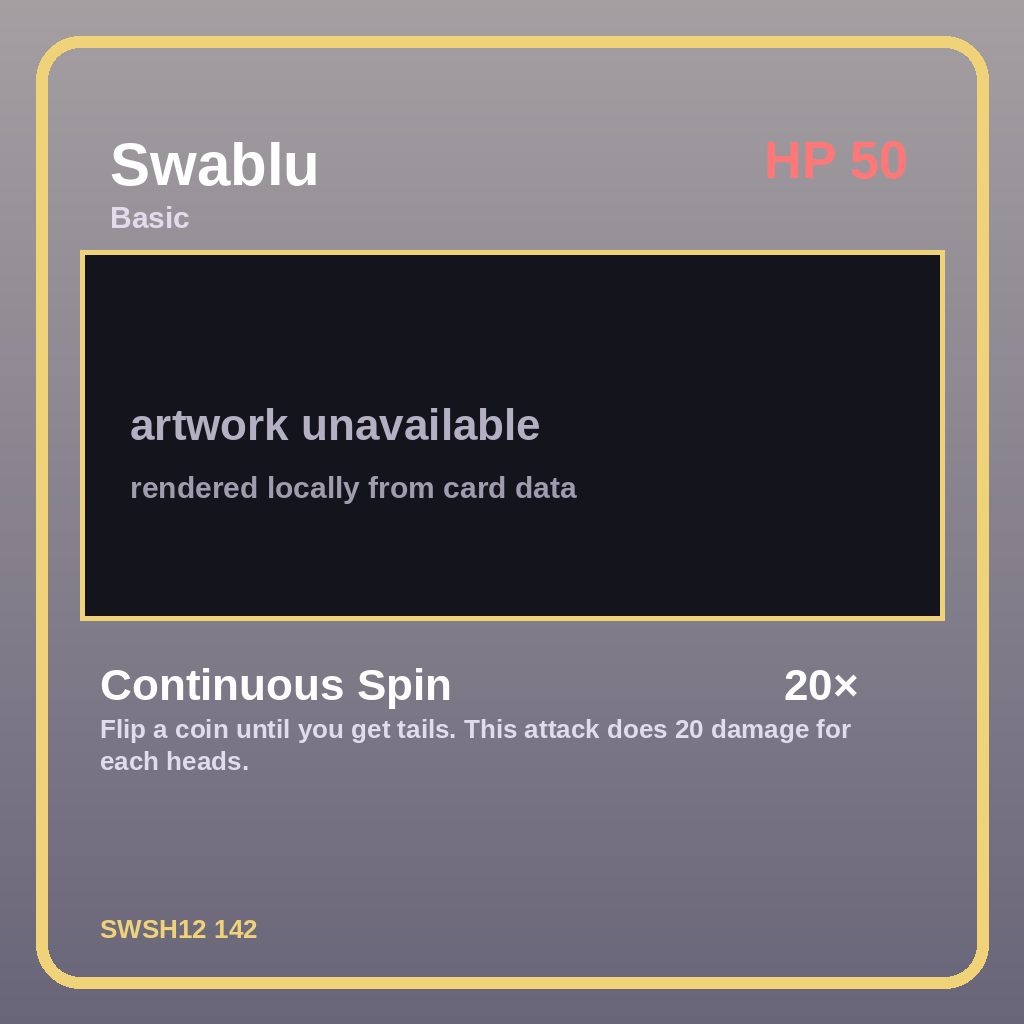 Swablu
HP 50
Basic
artwork unavailable
rendered locally from card data
Continuous Spin
20×
Flip a coin until you get tails. This attack does 20 damage for
each heads.
SWSH12 142